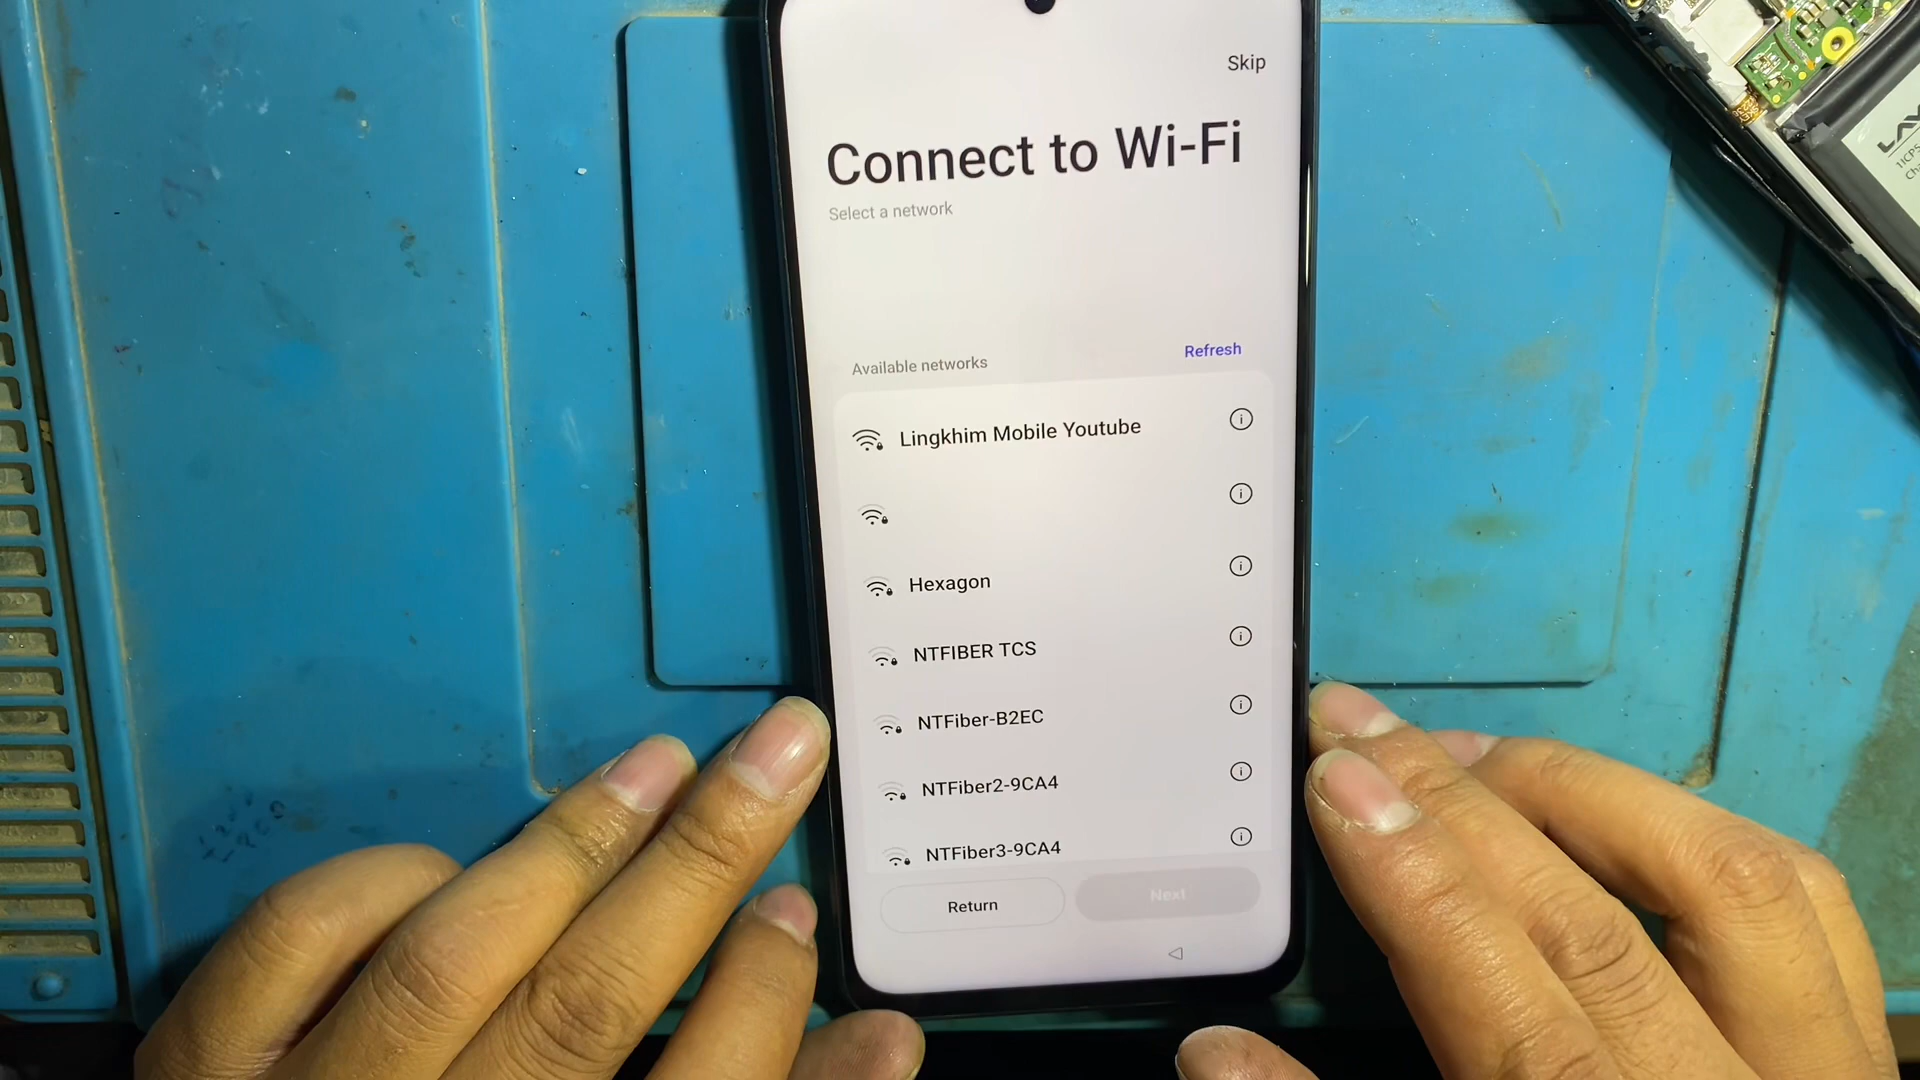 Skip
Connect to Wi-Fi
Select a network
Available networks
Refresh
Lingkhim Mobile Youtube
Hexagon
NTFIBER TCS
NTFiber-B2EC
NTFiber2-9CA4
NTFiber3-9CA4
Return
Next